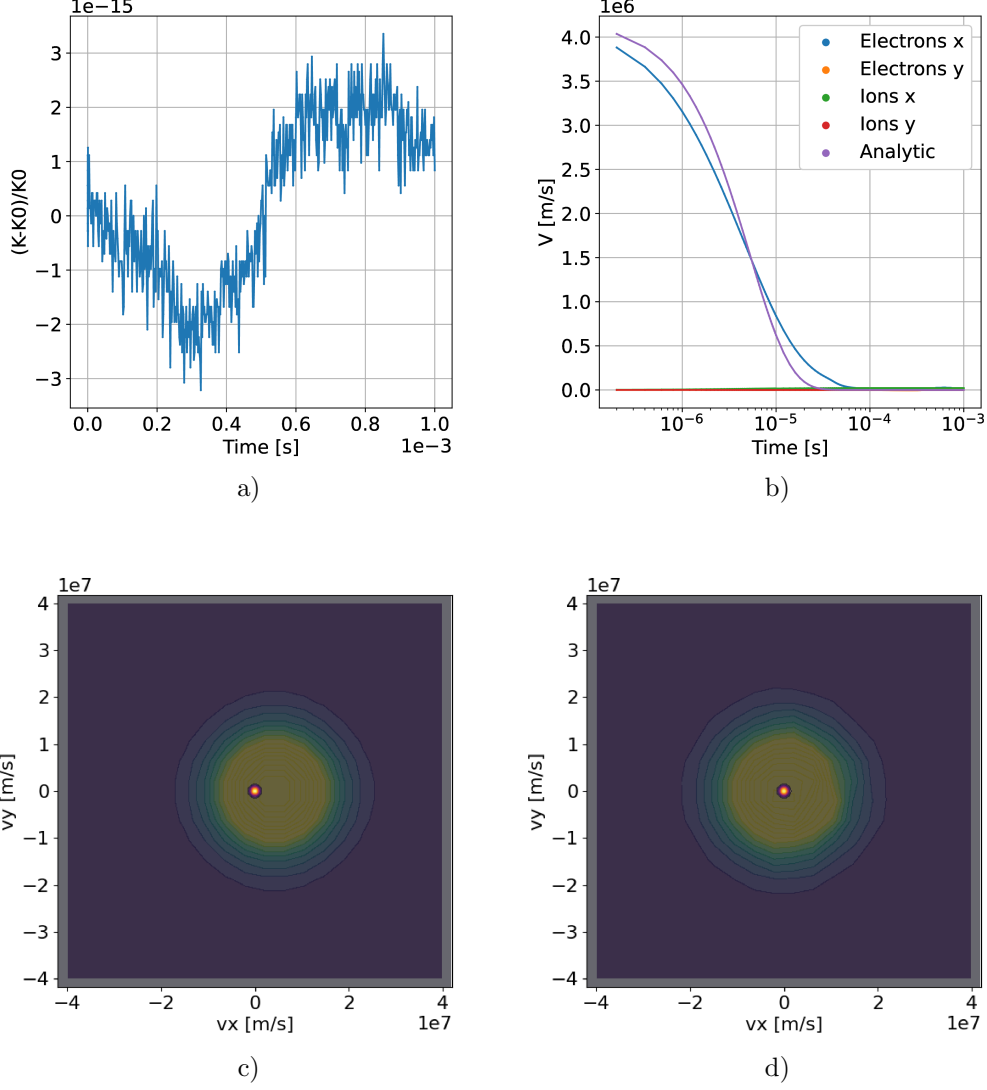 1e−15
3
2
1
0
−1
−2
−3
(K-K0)/K0
0.0 0.2 0.4 0.6 0.8 1.0
Time [s]
1e−3
a)
1e6
4.0
3.5
3.0
2.5
2.0
1.5
1.0
0.5
0.0
V [m/s]
Electrons x
Electrons y
Ions x
Ions y
Analytic
10−6 10−5 10−4 10−3
Time [s]
b)
1e7
4
3
2
1
0
−1
−2
−3
−4
vy [m/s]
−4 −2 0 2 4
vx [m/s]
1e7
c)
1e7
4
3
2
1
0
−1
−2
−3
−4
vy [m/s]
−4 −2 0 2 4
vx [m/s]
1e7
d)